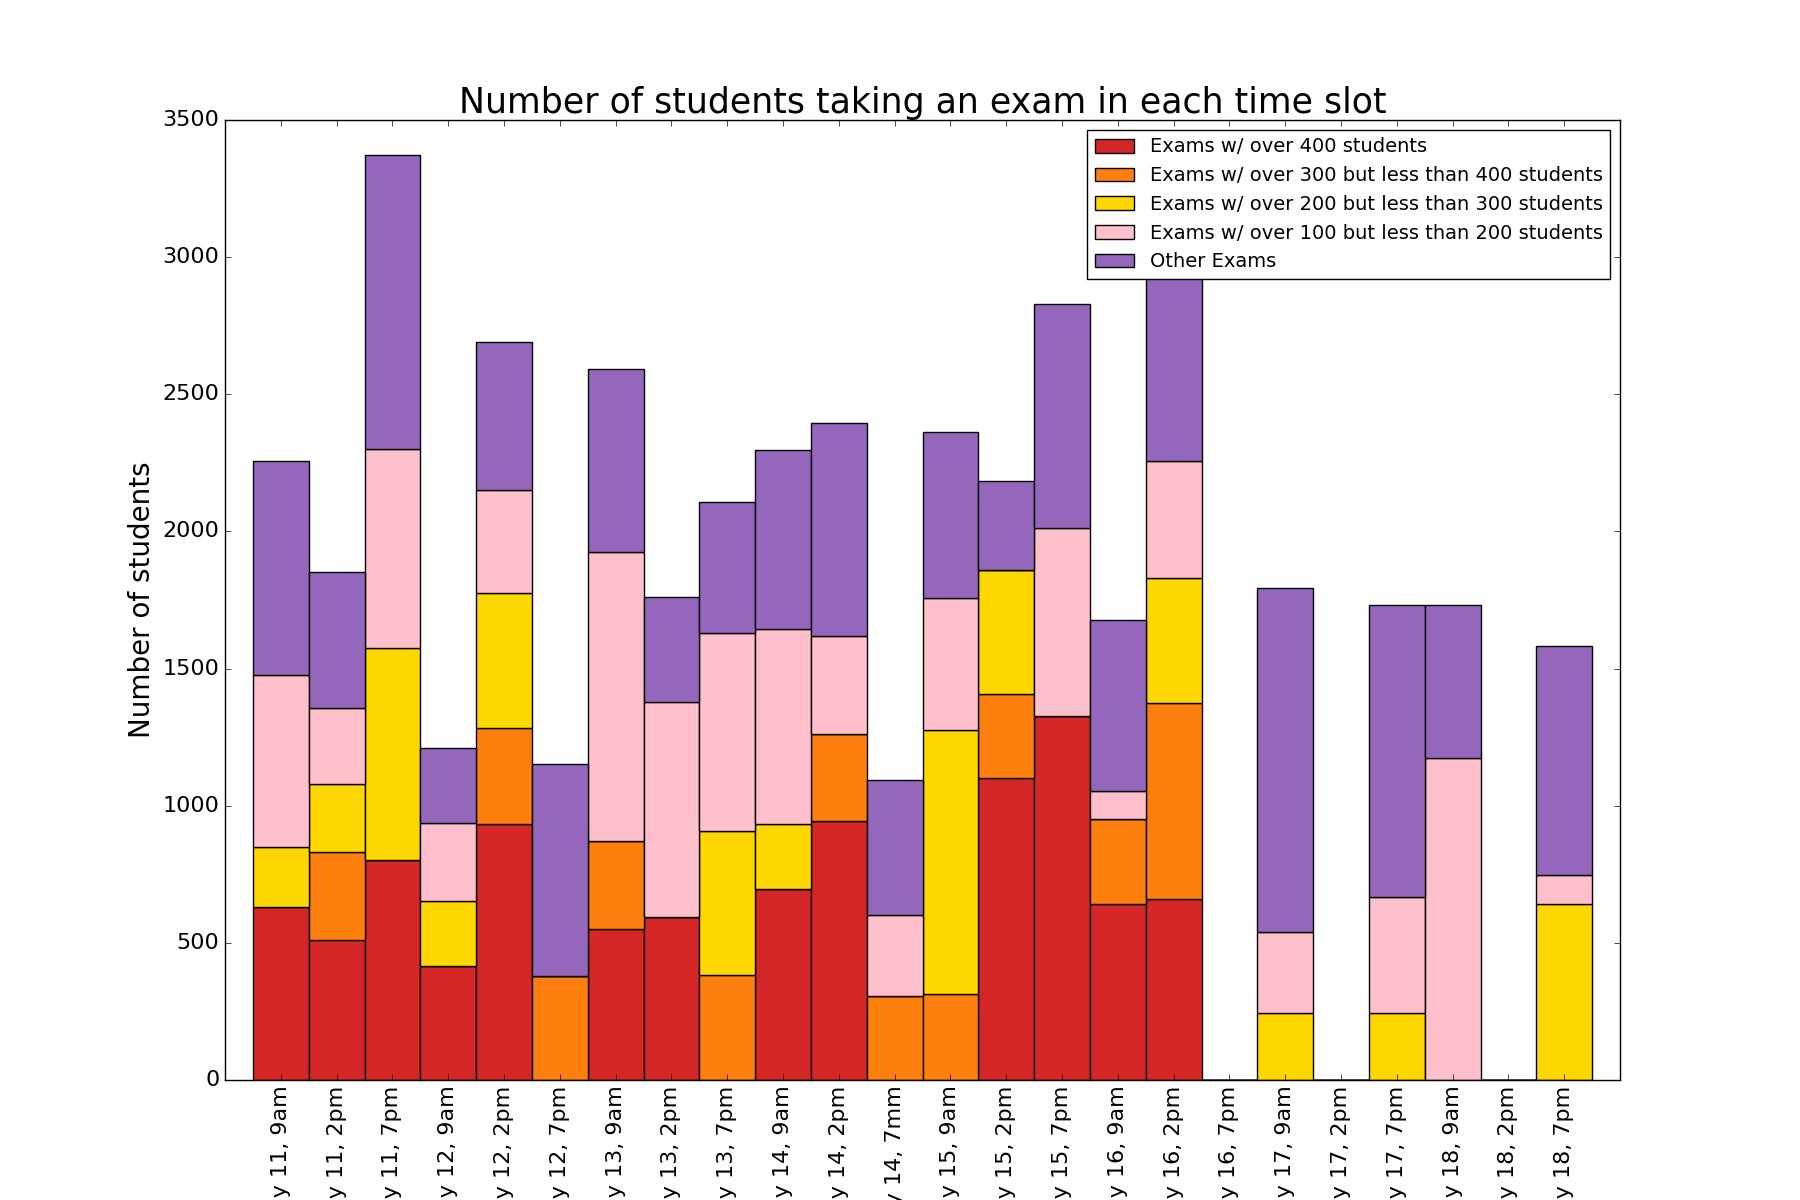 Number of students taking an exam in each time slot
Exams w/ over 400 students
Exams w/ over 300 but less than 400 students
Exams w/ over 200 but less than 300 students
Exams w/ over 100 but less than 200 students
Other Exams
Number of students
3500
3000
2500
2000
1500
1000
500
0
y 11, 9am
y 11, 2pm
y 11, 7pm
y 12, 9am
y 12, 2pm
y 12, 7pm
y 13, 9am
y 13, 2pm
y 13, 7pm
y 14, 9am
y 14, 2pm
y 14, 7mm
y 15, 9am
y 15, 2pm
y 15, 7pm
y 16, 9am
y 16, 2pm
y 16, 7pm
y 17, 9am
y 17, 2pm
y 17, 7pm
y 18, 9am
y 18, 2pm
y 18, 7pm